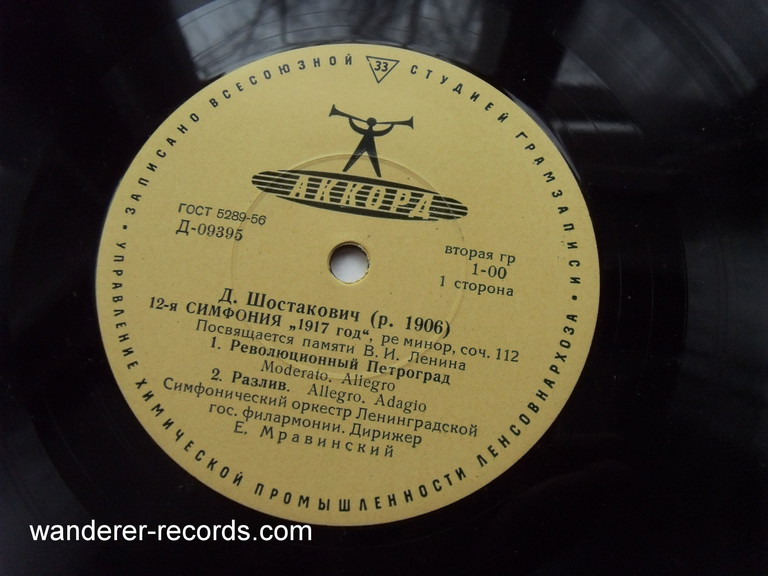 ЗАПИСАНО ВСЕСОЮЗНОЙ 33 СТУДИЕЙ ГРАМЗАПИСИ •
УПРАВЛЕНИЕ ХИМИЧЕСКОЙ ПРОМЫШЛЕННОСТИ ЛЕНСОВНАРХОЗА •
АККОРД
ГОСТ 5289-56
Д-09395
вторая гр
1-00
1 сторона
Д. Шостакович (р. 1906)
12-я СИМФОНИЯ „1917 год“, ре минор, соч. 112
Посвящается памяти В. И. Ленина
1. Революционный Петроград
Moderato. Allegro
2. Разлив. Allegro. Adagio
Симфонический оркестр Ленинградской
гос. филармонии. Дирижер
Е. Мравинский
wanderer-records.com